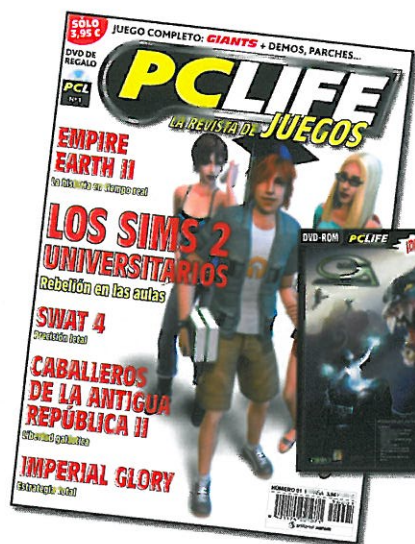 SÓLO
3,95 €
JUEGO COMPLETO: GIANTS + DEMOS, PARCHES...
DVD DE
REGALO
PCL
Nº1
PCLIFE
LA REVISTA DE JUEGOS
EMPIRE
EARTH II
La historia en tiempo real
LOS SIMS 2
UNIVERSITARIOS
Rebelión en las aulas
SWAT 4
Precisión letal
CABALLEROS
DE LA ANTIGUA
REPÚBLICA II
Libertad galáctica
IMPERIAL GLORY
Estrategia total
DVD-ROM PCLIFE